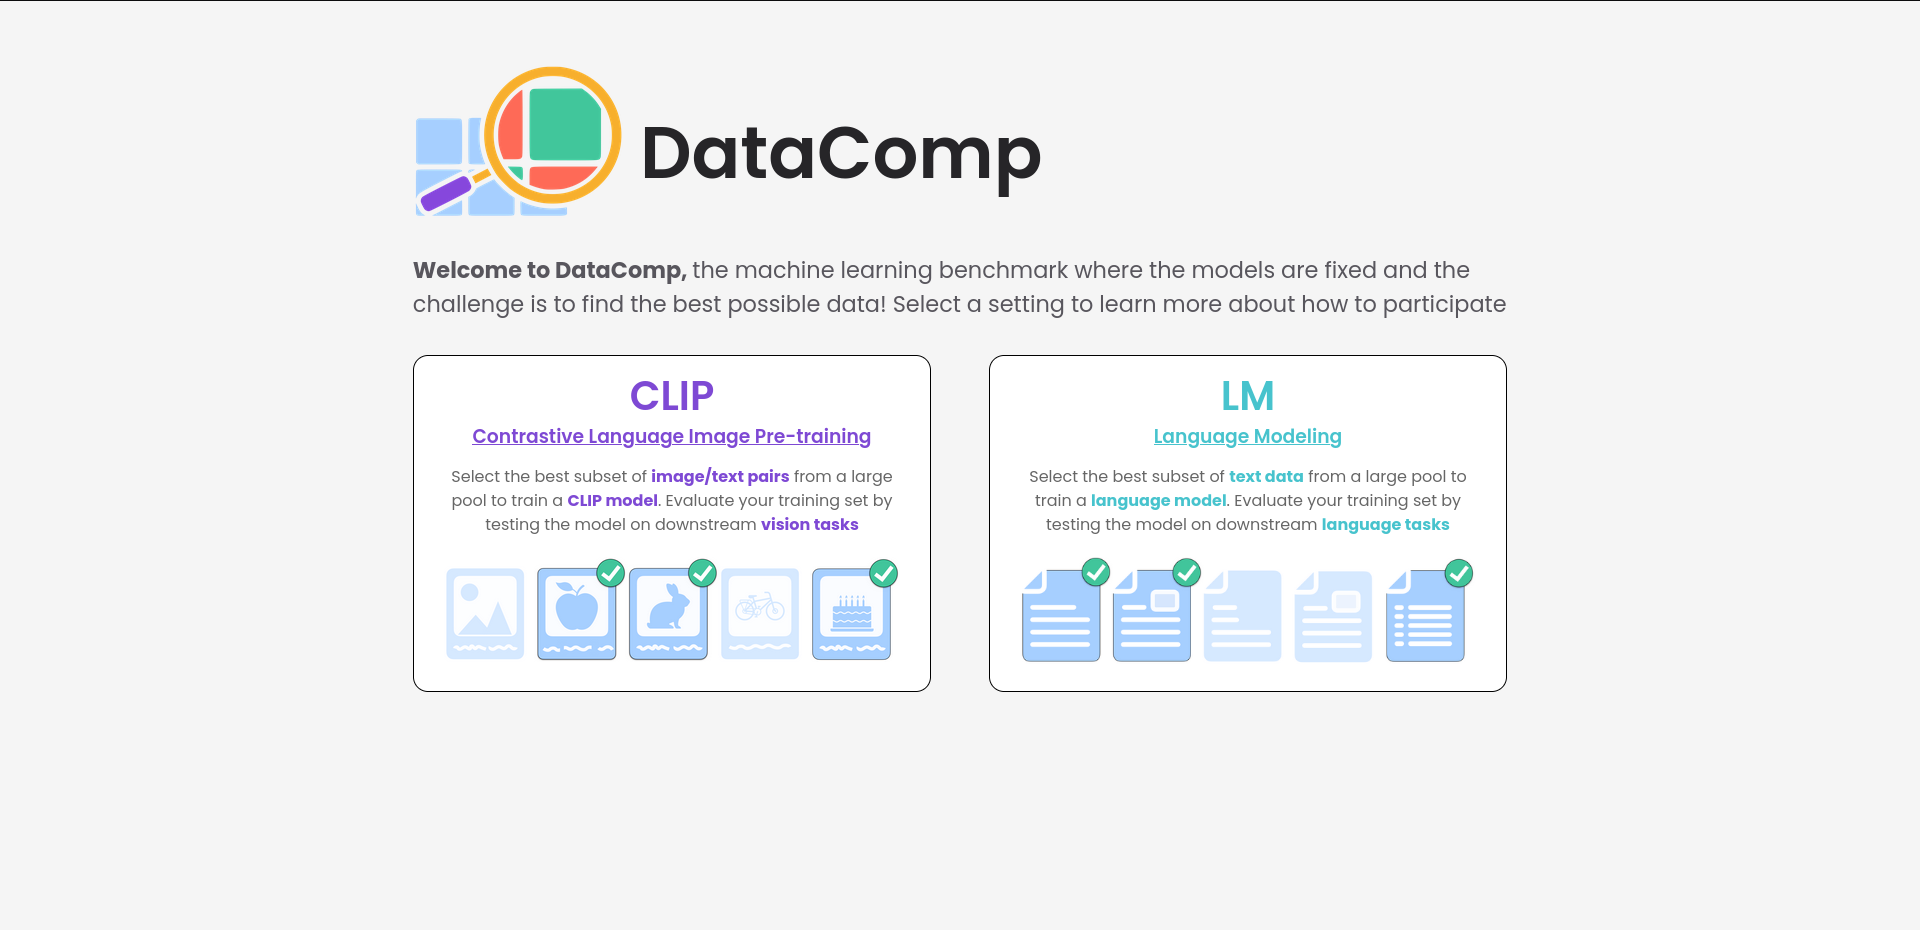 DataComp
Welcome to DataComp, the machine learning benchmark where the models are fixed and the
challenge is to find the best possible data! Select a setting to learn more about how to participate
CLIP
Contrastive Language Image Pre-training
Select the best subset of image/text pairs from a large
pool to train a CLIP model. Evaluate your training set by
testing the model on downstream vision tasks
LM
Language Modeling
Select the best subset of text data from a large pool to
train a language model. Evaluate your training set by
testing the model on downstream language tasks